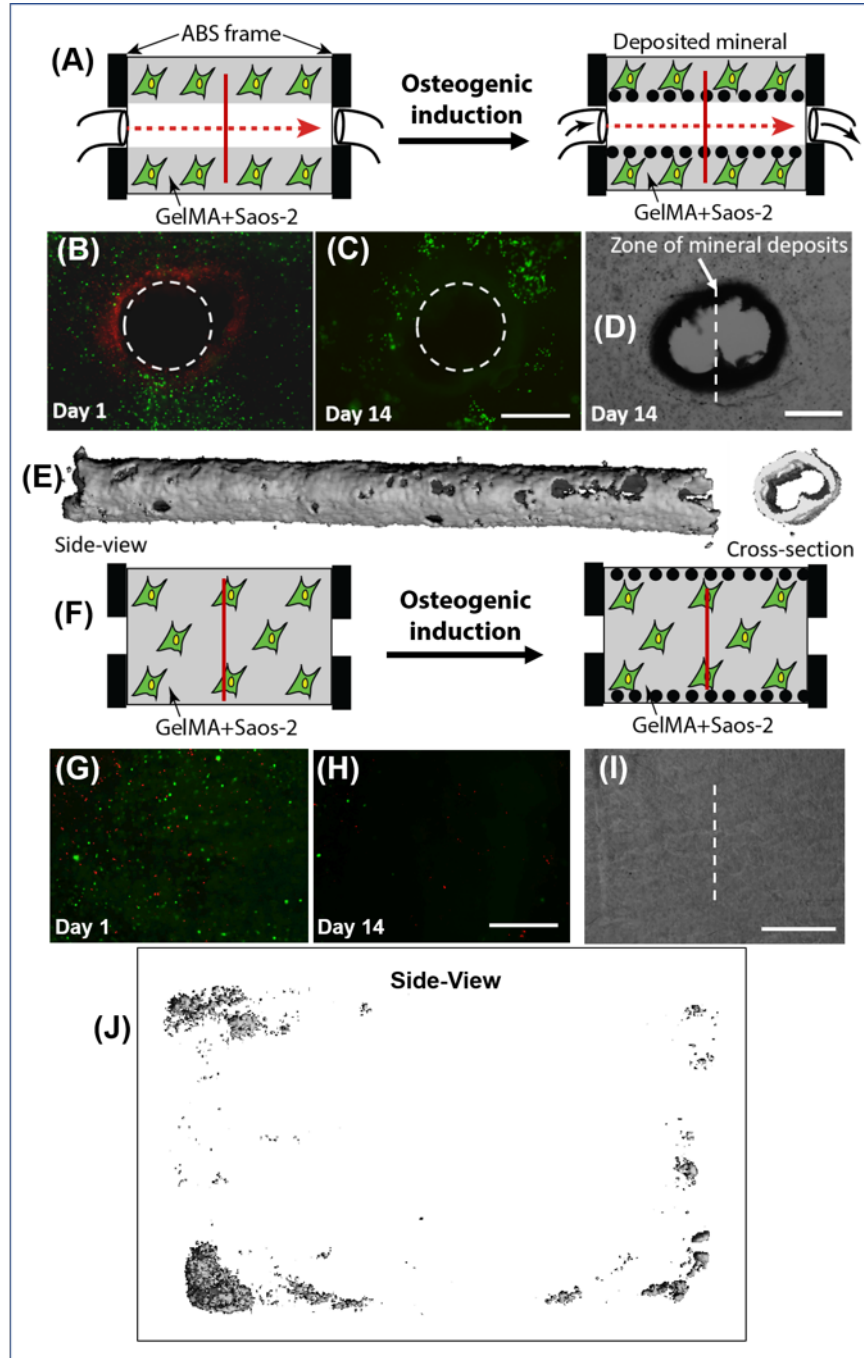 ABS frame
(A)
Deposited mineral
Osteogenic
induction
GelMA+Saos-2
GelMA+Saos-2
(B)
Day 1
(C)
Day 14
Zone of mineral deposits
(D)
Day 14
(E)
Side-view
Cross-section
(F)
Osteogenic
induction
GelMA+Saos-2
GelMA+Saos-2
(G)
Day 1
(H)
Day 14
(I)
Side-View
(J)